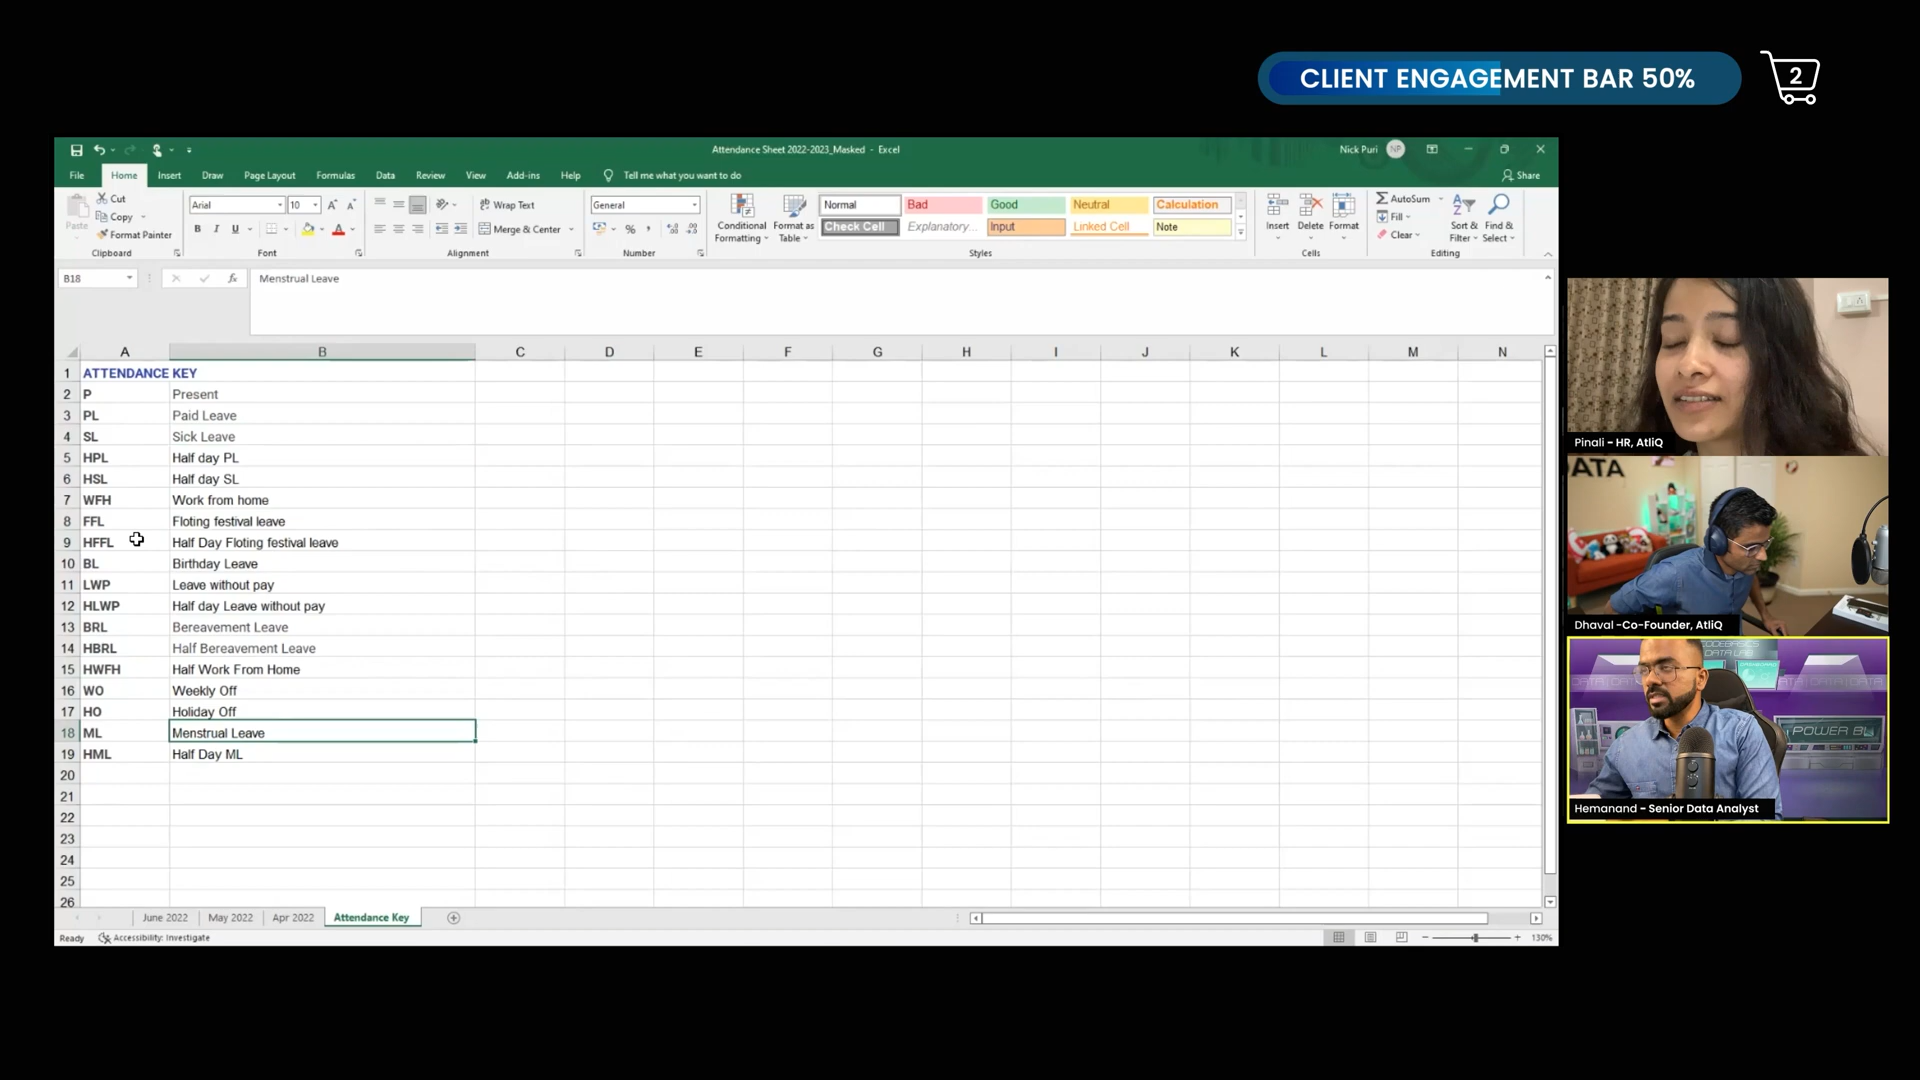 CLIENT ENGAGEMENT BAR 50%
2
Attendance Sheet 2022-2023_Masked - Excel
Nick Puri NP
File Home Insert Draw Page Layout Formulas Data Review View Add-ins Help Tell me what you want to do Share
Paste Cut
Copy
Format Painter
Clipboard
Arial 10
B I U
Font
Wrap Text
Merge & Center
Alignment
General
%
Number
Conditional Formatting
Format as Table
Normal Bad Good Neutral Calculation
Check Cell Explanatory... Input Linked Cell Note
Styles
Insert Delete Format
Cells
AutoSum
Fill
Clear
Sort & Filter
Find & Select
Editing
B18 fx Menstrual Leave
A B C D E F G H I J K L M N
1 ATTENDANCE KEY
2 P Present
3 PL Paid Leave
4 SL Sick Leave
5 HPL Half day PL
6 HSL Half day SL
7 WFH Work from home
8 FFL Floting festival leave
9 HFFL Half Day Floting festival leave
10 BL Birthday Leave
11 LWP Leave without pay
12 HLWP Half day Leave without pay
13 BRL Bereavement Leave
14 HBRL Half Bereavement Leave
15 HWFH Half Work From Home
16 WO Weekly Off
17 HO Holiday Off
18 ML Menstrual Leave
19 HML Half Day ML
20
21
22
23
24
25
26
June 2022 May 2022 Apr 2022 Attendance Key
Ready Accessibility: Investigate
130%
Pinali - HR, AtliQ
ATA
Dhaval -Co-Founder, AtliQ
CODEBASICS
DATA LAB
POWER BI
Hemanand - Senior Data Analyst